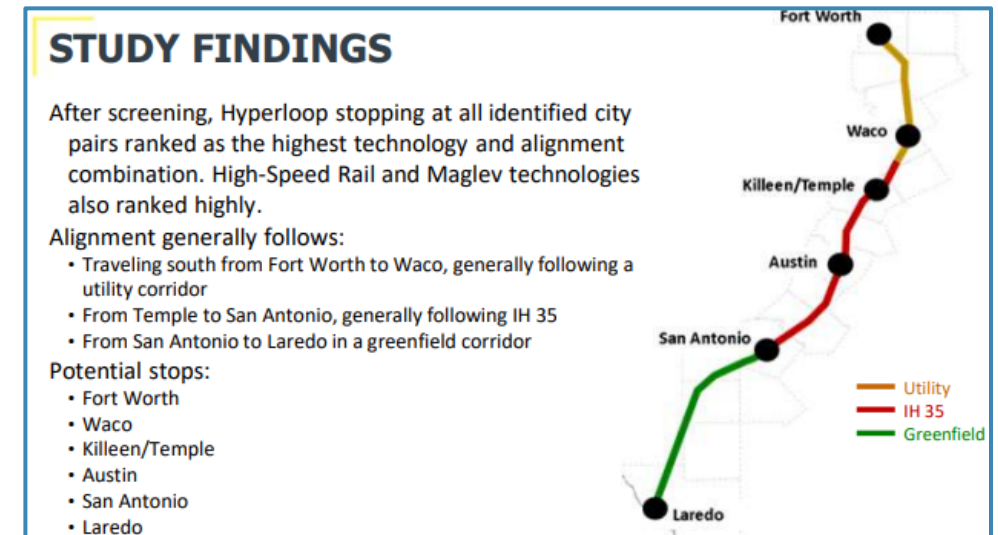 STUDY FINDINGS
After screening, Hyperloop stopping at all identified city
pairs ranked as the highest technology and alignment
combination. High-Speed Rail and Maglev technologies
also ranked highly.
Alignment generally follows:
• Traveling south from Fort Worth to Waco, generally following a
utility corridor
• From Temple to San Antonio, generally following IH 35
• From San Antonio to Laredo in a greenfield corridor
Potential stops:
• Fort Worth
• Waco
• Killeen/Temple
• Austin
• San Antonio
• Laredo
Fort Worth
Waco
Killeen/Temple
Austin
San Antonio
Laredo
Utility
IH 35
Greenfield